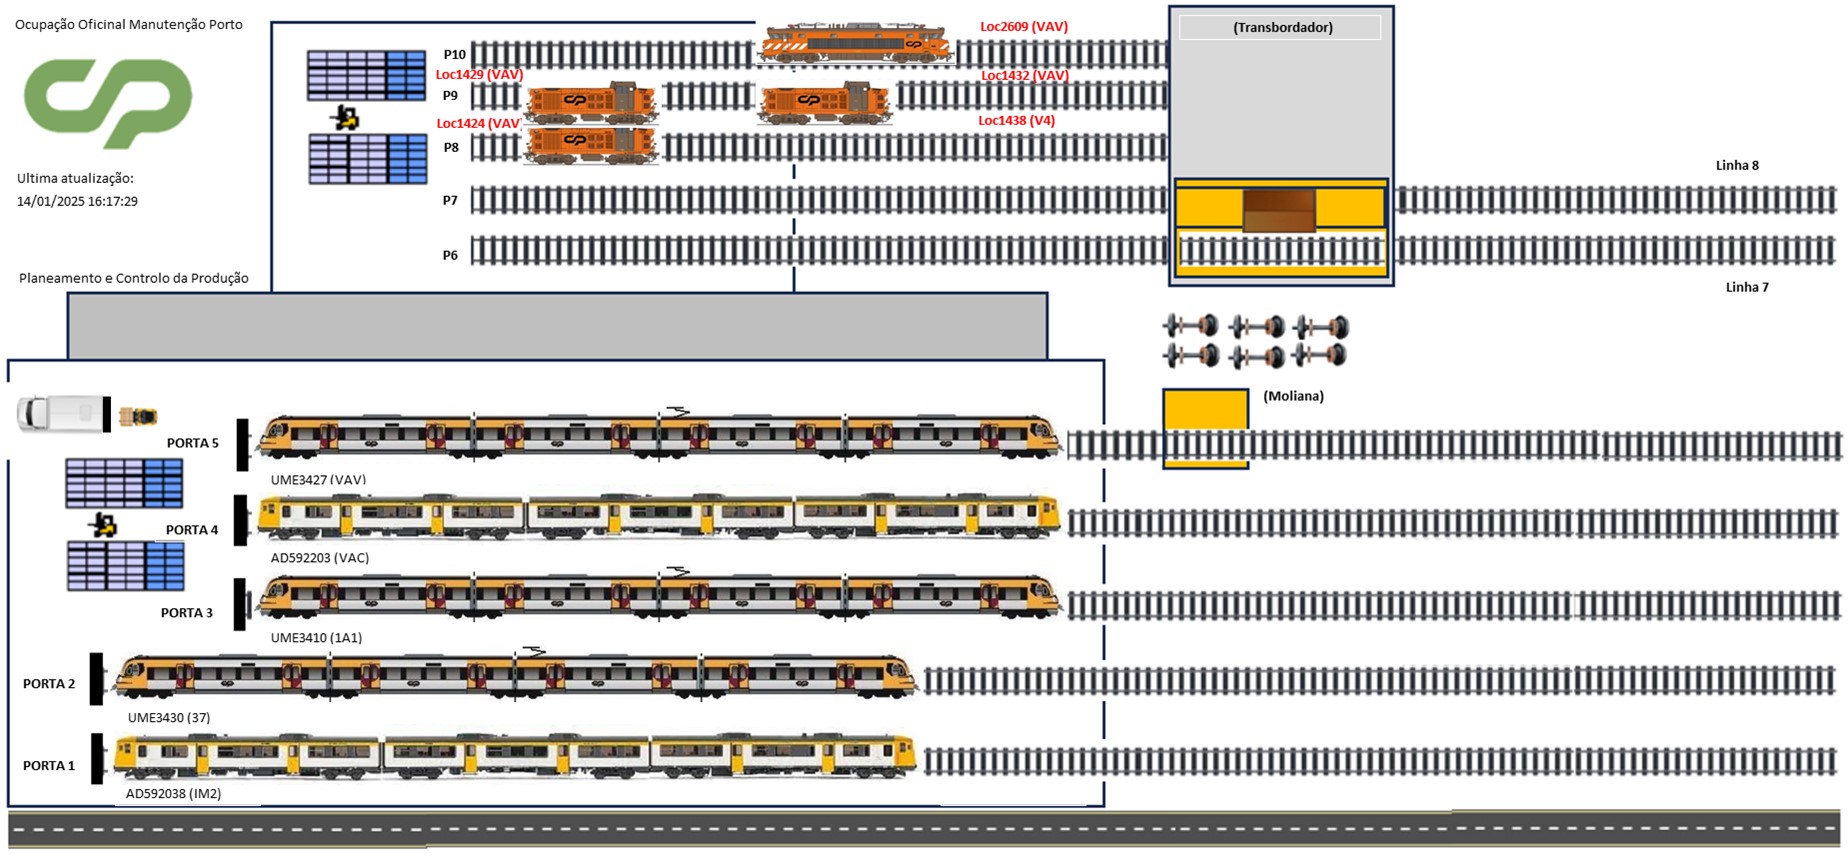 Ocupação Oficinal Manutenção Porto
Loc2609 (VAV)
(Transbordador)
P10
Loc1429 (VAV)
Loc1432 (VAV)
P9
Loc1424 (VAV)
Loc1438 (V4)
P8
Ultima atualização:
14/01/2025 16:17:29
Linha 8
P7
P6
Planeamento e Controlo da Produção
Linha 7
(Moliana)
PORTA 5
UME3427 (VAV)
PORTA 4
AD592203 (VAC)
PORTA 3
UME3410 (1A1)
PORTA 2
UME3430 (37)
PORTA 1
AD592038 (IM2)